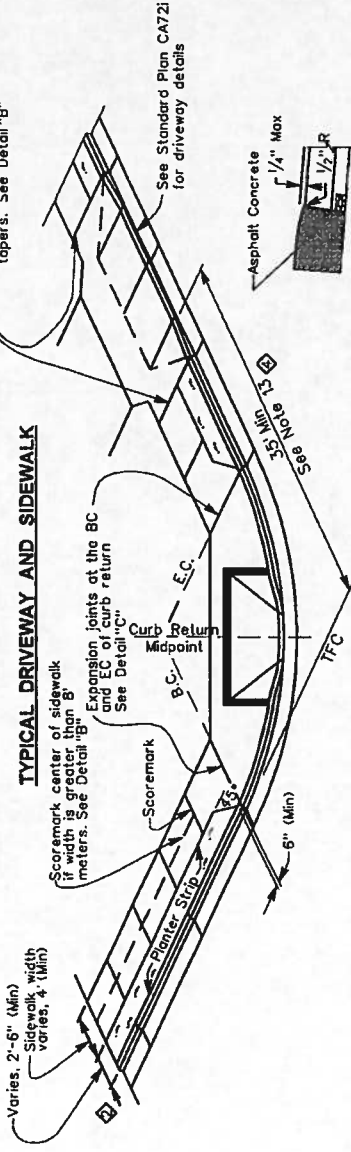 tapers. See Detail "B"
TYPICAL DRIVEWAY AND SIDEWALK
Varies, 2'-6" (Min)
Sidewalk width
varies, 4' (Min)
Scoremark center of sidewalk
if width is greater than 8'
meters. See Detail "B"
Expansion joints at the BC
and EC of curb return
See Detail "C"
See Standard Plan CA72i
for driveway details
Scoremark
B.C.
E.C.
Curb Return
Midpoint
Planter Strip
45°
6" (Min)
TFC
35' Min
See Note 13 4
2
Asphalt Concrete
1/4" Max
1/2" R